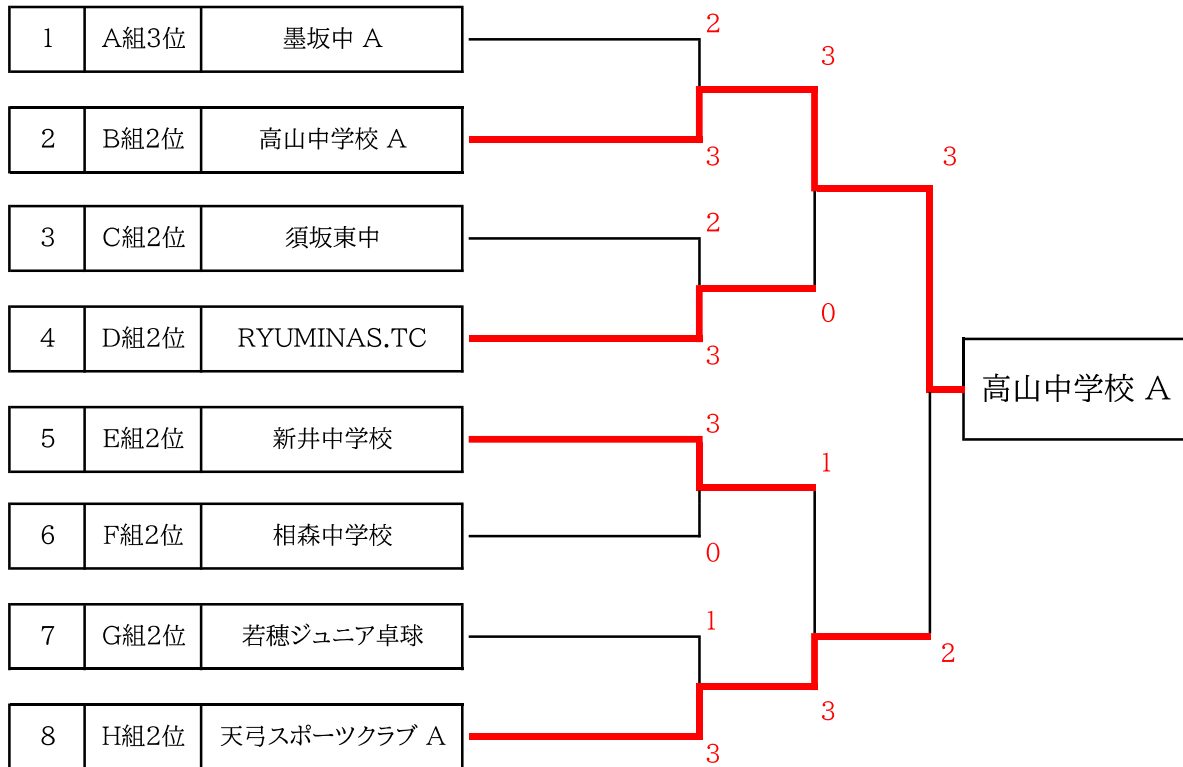 1 A組3位 墨坂中 A
2 B組2位 高山中学校 A
3 C組2位 須坂東中
4 D組2位 RYUMINAS.TC
5 E組2位 新井中学校
6 F組2位 相森中学校
7 G組2位 若穂ジュニア卓球
8 H組2位 天弓スポーツクラブ A
2
3
2
3
3
0
1
3
3
0
1
3
3
2
高山中学校 A